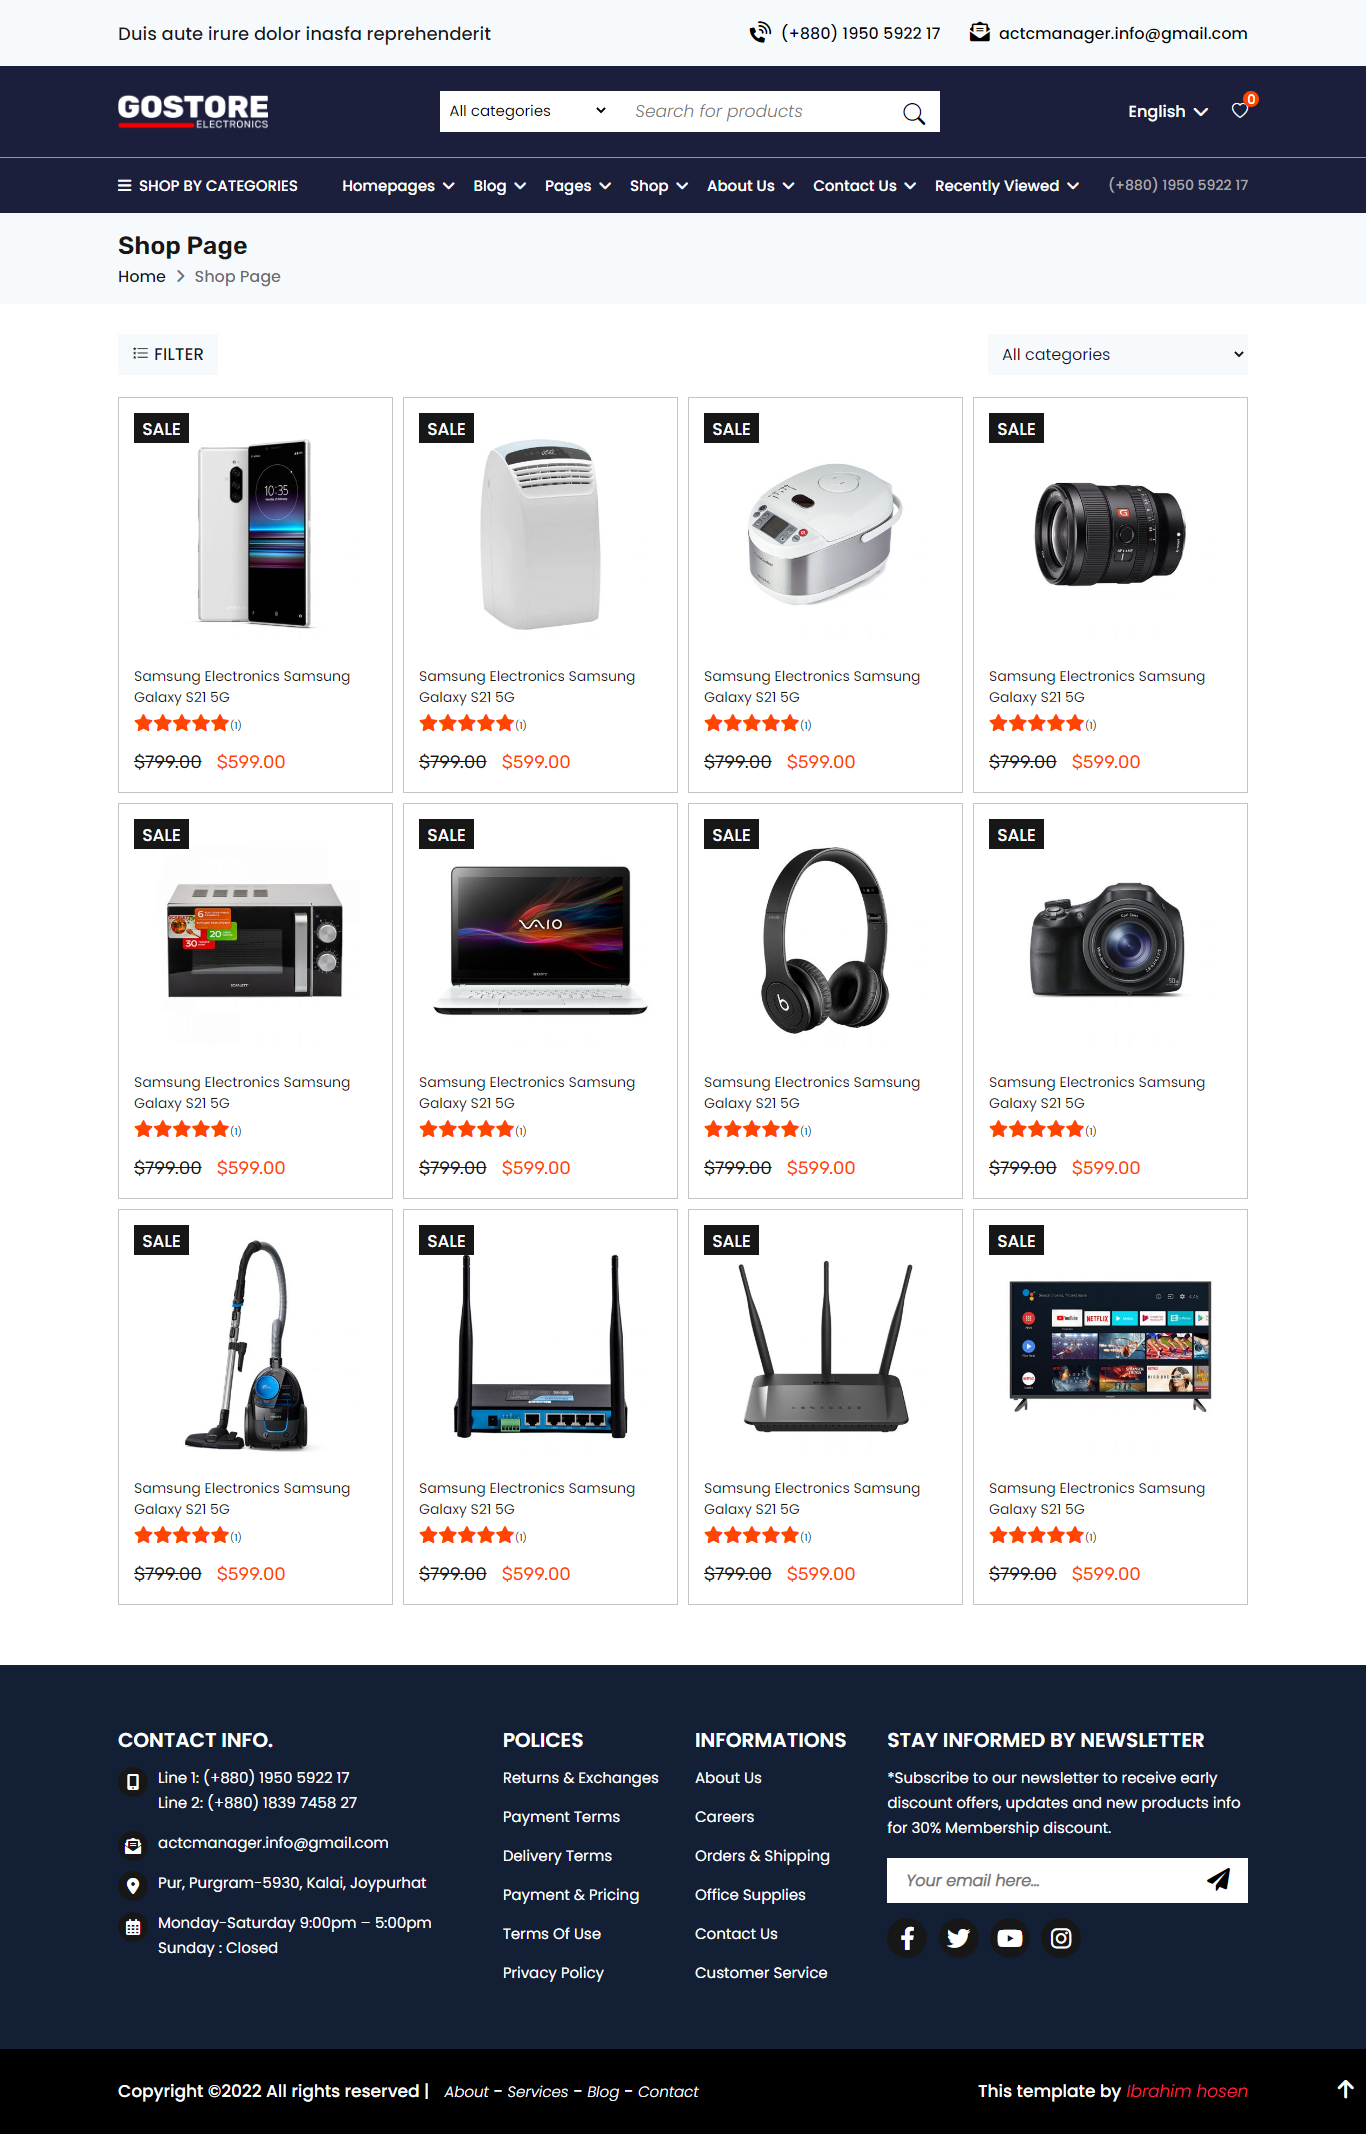 Duis aute irure dolor inasfa reprehenderit
(+880) 1950 5922 17
actcmanager.info@gmail.com
GOSTORE
ELECTRONICS
All categories
Search for products
English
0
SHOP BY CATEGORIES
Homepages
Blog
Pages
Shop
About Us
Contact Us
Recently Viewed
(+880) 1950 5922 17
Shop Page
Home > Shop Page
FILTER
All categories
SALE
10:35
Samsung Electronics Samsung
Galaxy S21 5G
(1)
$799.00 $599.00
SALE
Samsung Electronics Samsung
Galaxy S21 5G
(1)
$799.00 $599.00
SALE
Samsung Electronics Samsung
Galaxy S21 5G
(1)
$799.00 $599.00
SALE
G
Samsung Electronics Samsung
Galaxy S21 5G
(1)
$799.00 $599.00
SALE
6
20
30
SCARLETT
Samsung Electronics Samsung
Galaxy S21 5G
(1)
$799.00 $599.00
SALE
VAIO
SONY
Samsung Electronics Samsung
Galaxy S21 5G
(1)
$799.00 $599.00
SALE
b
Samsung Electronics Samsung
Galaxy S21 5G
(1)
$799.00 $599.00
SALE
Samsung Electronics Samsung
Galaxy S21 5G
(1)
$799.00 $599.00
SALE
Samsung Electronics Samsung
Galaxy S21 5G
(1)
$799.00 $599.00
SALE
Samsung Electronics Samsung
Galaxy S21 5G
(1)
$799.00 $599.00
SALE
Samsung Electronics Samsung
Galaxy S21 5G
(1)
$799.00 $599.00
SALE
YouTube
NETFLIX
Samsung Electronics Samsung
Galaxy S21 5G
(1)
$799.00 $599.00
CONTACT INFO.
Line 1: (+880) 1950 5922 17
Line 2: (+880) 1839 7458 27
actcmanager.info@gmail.com
Pur, Purgram-5930, Kalai, Joypurhat
Monday-Saturday 9:00pm – 5:00pm
Sunday : Closed
POLICES
Returns & Exchanges
Payment Terms
Delivery Terms
Payment & Pricing
Terms Of Use
Privacy Policy
INFORMATIONS
About Us
Careers
Orders & Shipping
Office Supplies
Contact Us
Customer Service
STAY INFORMED BY NEWSLETTER
*Subscribe to our newsletter to receive early
discount offers, updates and new products info
for 30% Membership discount.
Your email here...
Copyright ©2022 All rights reserved | About - Services - Blog - Contact
This template by Ibrahim hosen